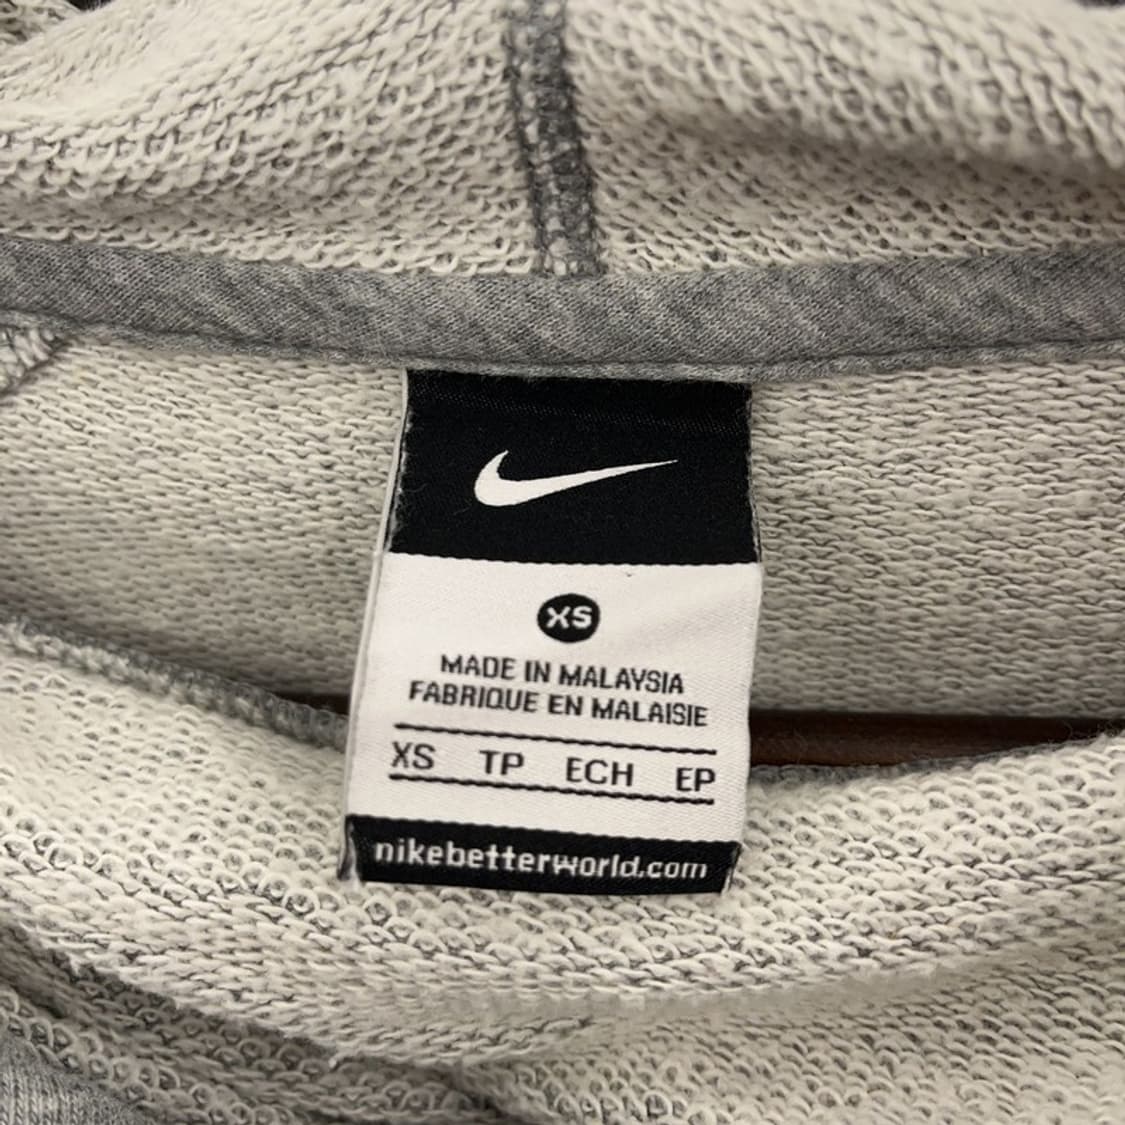 XS
MADE IN MALAYSIA
FABRIQUE EN MALAISIE
XS TP ECH EP
nikebetterworld.com